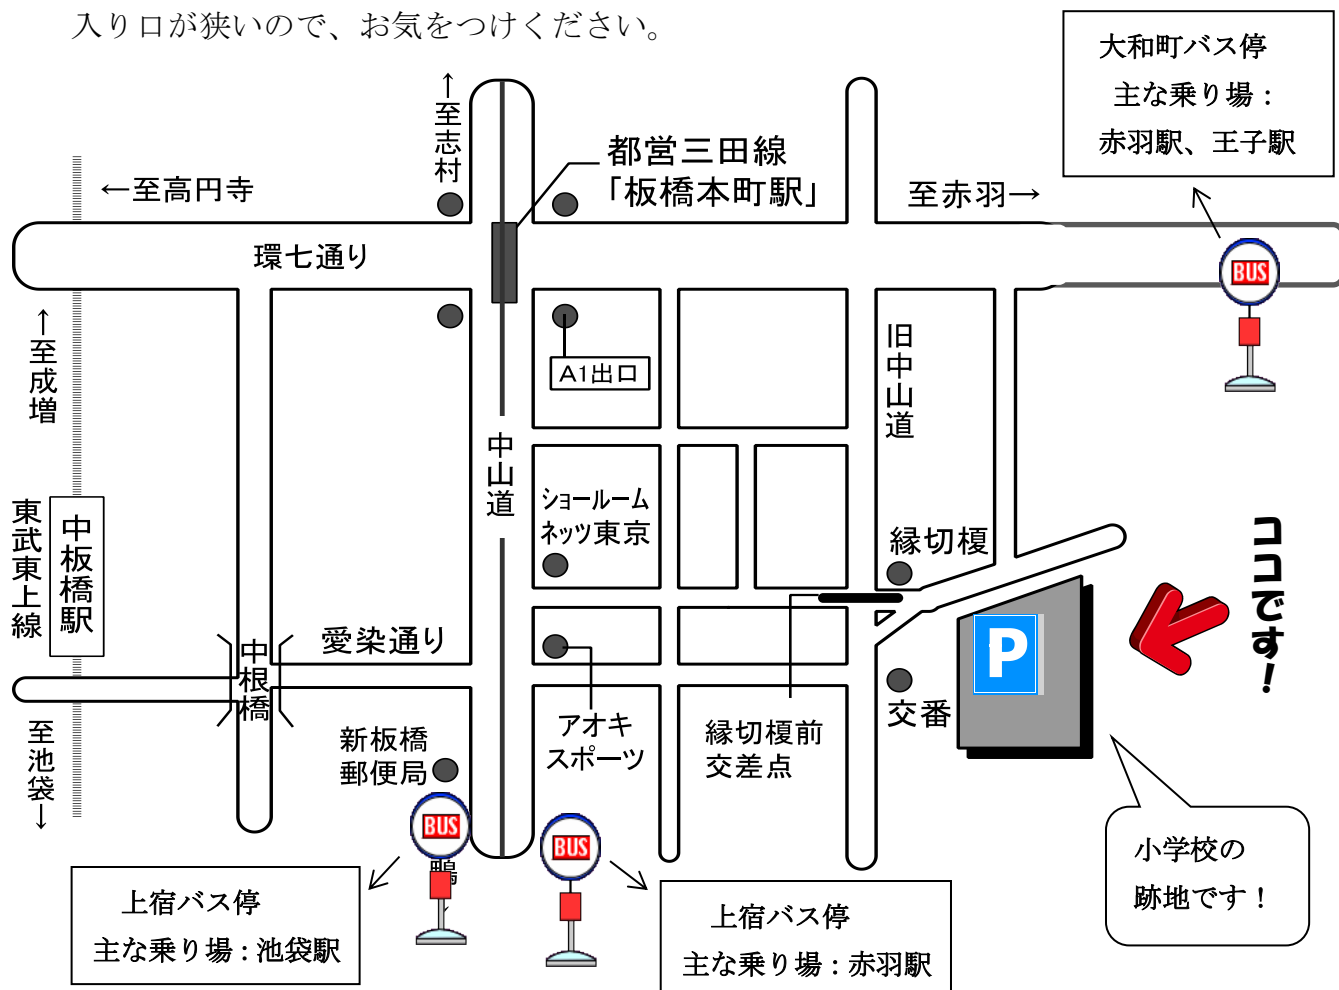 入り口が狭いので、お気をつけください。
大和町バス停
主な乗り場：
赤羽駅、王子駅
↑至志村
都営三田線
「板橋本町駅」
←至高円寺
至赤羽→
環七通り
BUS
↑至成増
A1出口
旧中山道
中山道
ショールーム
ネッツ東京
縁切榎
ココです！
東武東上線
中板橋駅
P
愛染通り
中根橋
交番
アオキ
スポーツ
縁切榎前
交差点
至池袋↓
新板橋
郵便局
BUS
BUS
鴨
小学校の
跡地です！
上宿バス停
主な乗り場：池袋駅
上宿バス停
主な乗り場：赤羽駅